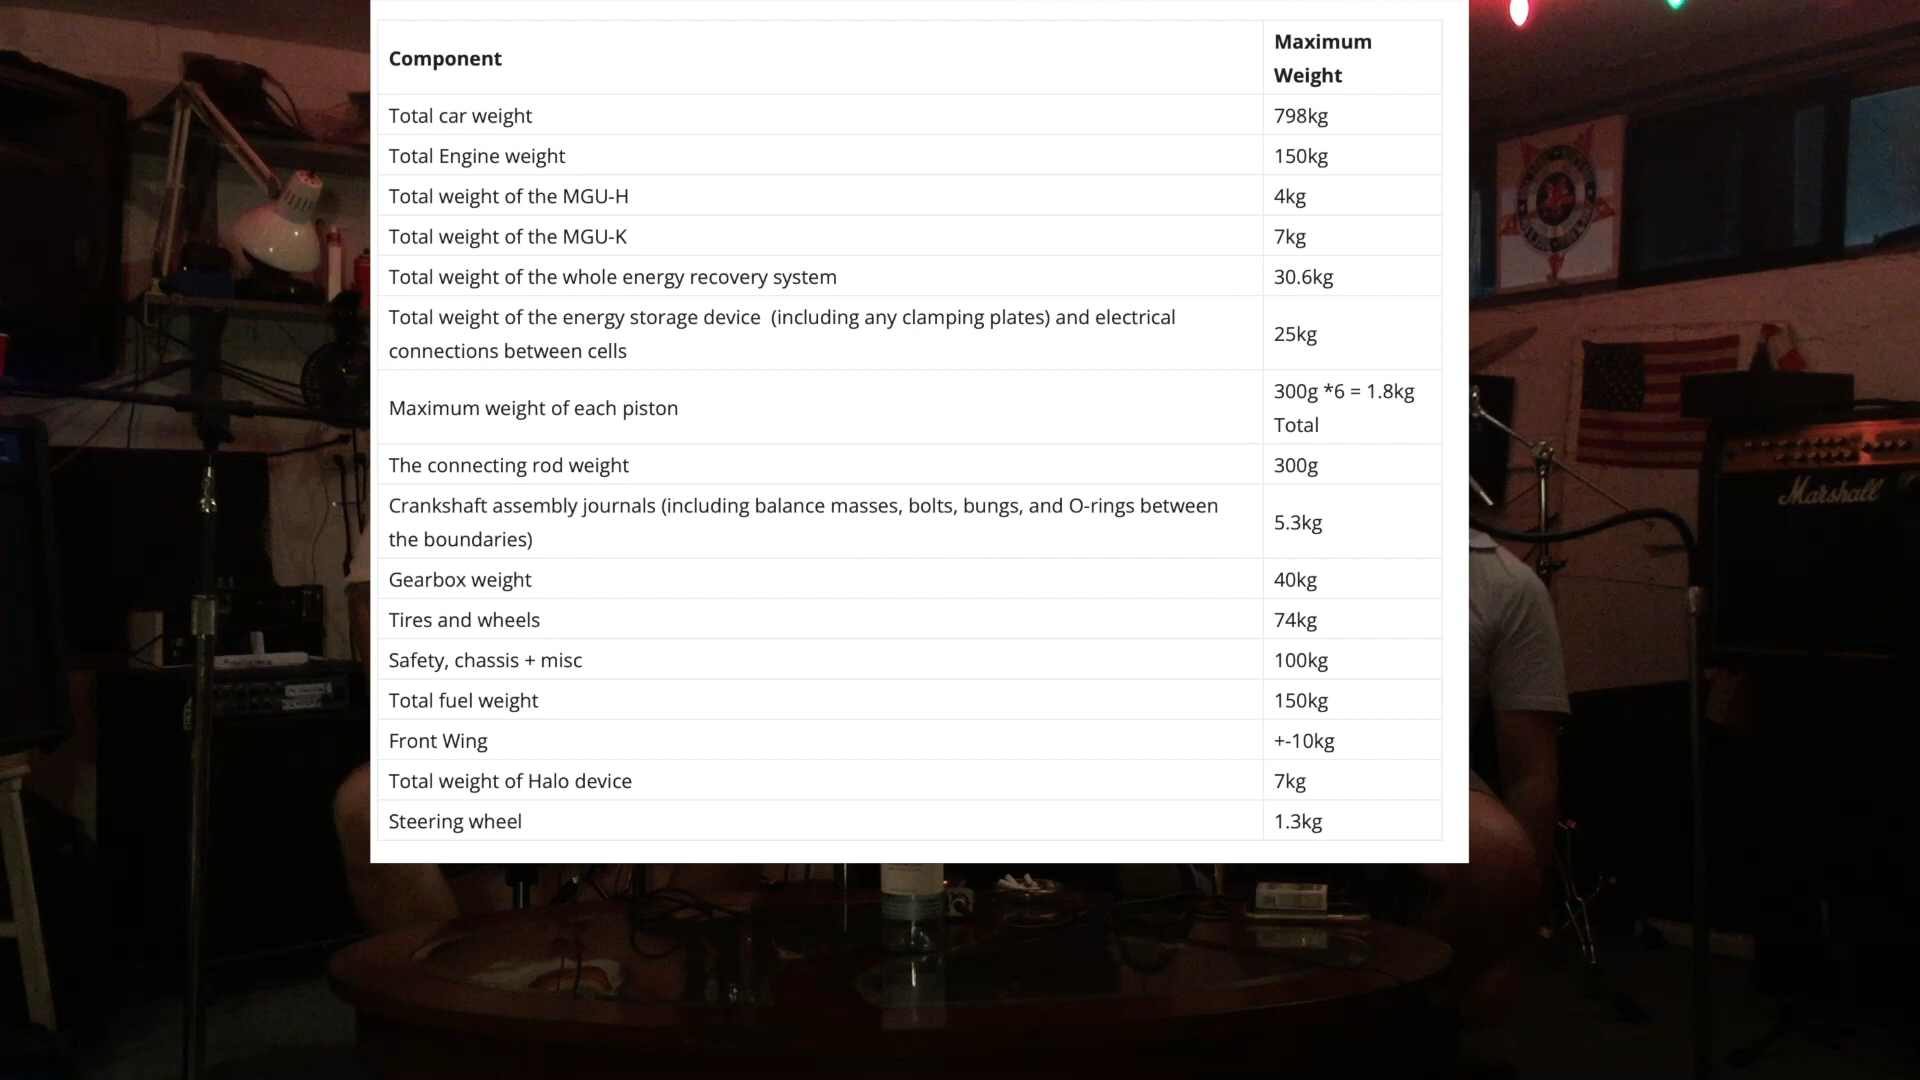 Component
Maximum
Weight
Total car weight
798kg
Total Engine weight
150kg
Total weight of the MGU-H
4kg
Total weight of the MGU-K
7kg
Total weight of the whole energy recovery system
30.6kg
Total weight of the energy storage device  (including any clamping plates) and electrical
connections between cells
25kg
Maximum weight of each piston
300g *6 = 1.8kg
Total
The connecting rod weight
300g
Crankshaft assembly journals (including balance masses, bolts, bungs, and O-rings between
the boundaries)
5.3kg
Gearbox weight
40kg
Tires and wheels
74kg
Safety, chassis + misc
100kg
Total fuel weight
150kg
Front Wing
+-10kg
Total weight of Halo device
7kg
Steering wheel
1.3kg
Marshall